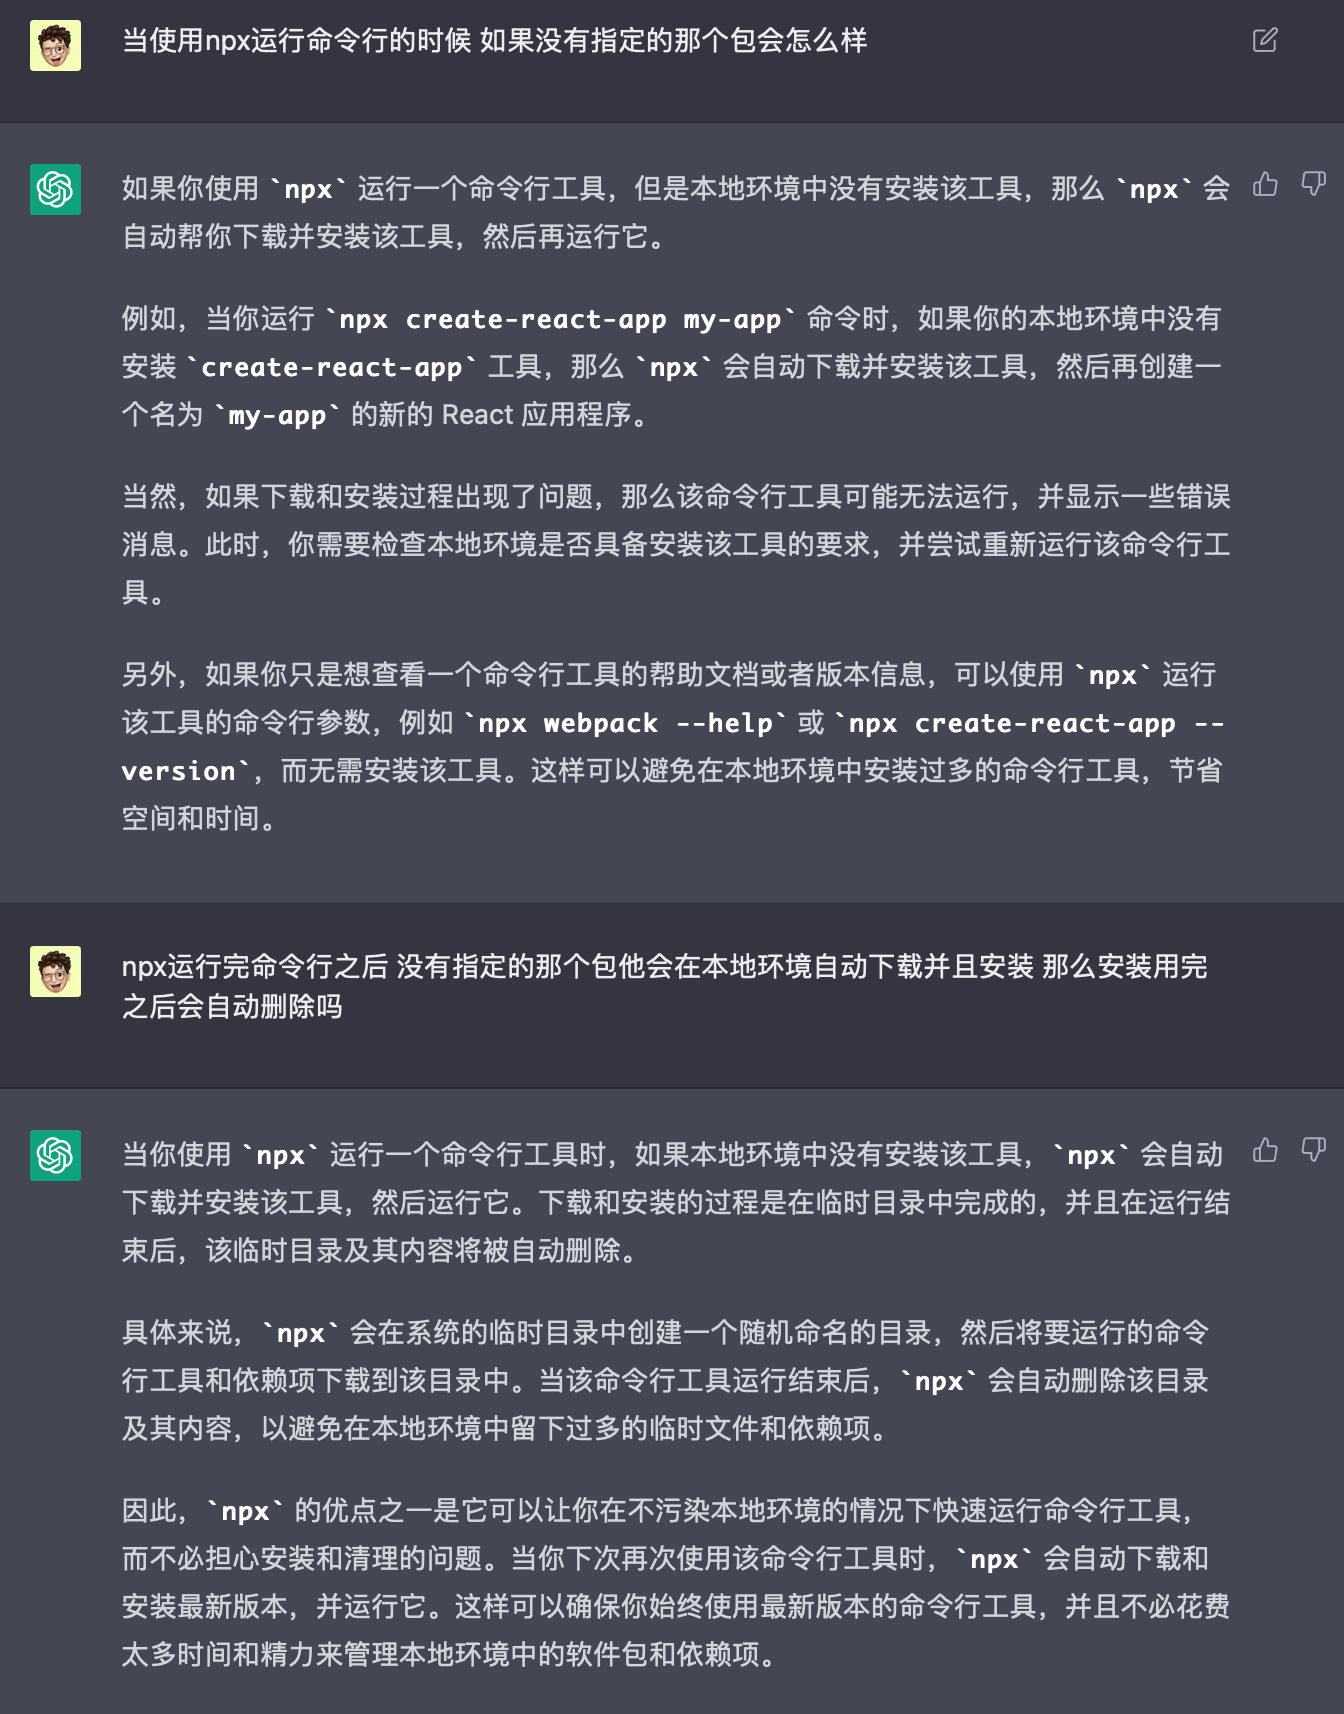 当使用npx运行命令行的时候 如果没有指定的那个包会怎么样
如果你使用 `npx` 运行一个命令行工具，但是本地环境中没有安装该工具，那么 `npx` 会
自动帮你下载并安装该工具，然后再运行它。
例如，当你运行 `npx create-react-app my-app` 命令时，如果你的本地环境中没有
安装 `create-react-app` 工具，那么 `npx` 会自动下载并安装该工具，然后再创建一
个名为 `my-app` 的新的 React 应用程序。
当然，如果下载和安装过程出现了问题，那么该命令行工具可能无法运行，并显示一些错误
消息。此时，你需要检查本地环境是否具备安装该工具的要求，并尝试重新运行该命令行工
具。
另外，如果你只是想查看一个命令行工具的帮助文档或者版本信息，可以使用 `npx` 运行
该工具的命令行参数，例如 `npx webpack --help` 或 `npx create-react-app --
version`，而无需安装该工具。这样可以避免在本地环境中安装过多的命令行工具，节省
空间和时间。
npx运行完命令行之后 没有指定的那个包他会在本地环境自动下载并且安装 那么安装用完
之后会自动删除吗
当你使用 `npx` 运行一个命令行工具时，如果本地环境中没有安装该工具，`npx` 会自动
下载并安装该工具，然后运行它。下载和安装的过程是在临时目录中完成的，并且在运行结
束后，该临时目录及其内容将被自动删除。
具体来说，`npx` 会在系统的临时目录中创建一个随机命名的目录，然后将要运行的命令
行工具和依赖项下载到该目录中。当该命令行工具运行结束后，`npx` 会自动删除该目录
及其内容，以避免在本地环境中留下过多的临时文件和依赖项。
因此，`npx` 的优点之一是它可以让你在不污染本地环境的情况下快速运行命令行工具，
而不必担心安装和清理的问题。当你下次再次使用该命令行工具时，`npx` 会自动下载和
安装最新版本，并运行它。这样可以确保你始终使用最新版本的命令行工具，并且不必花费
太多时间和精力来管理本地环境中的软件包和依赖项。